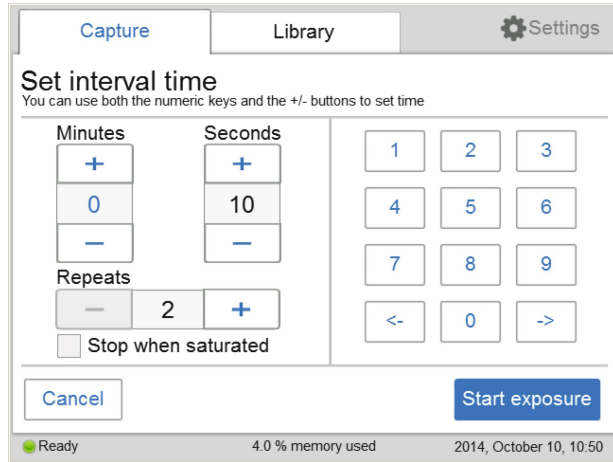 Capture Library Settings
Set interval time
You can use both the numeric keys and the +/- buttons to set time
Minutes Seconds
+ +
0 10
− −
Repeats
− 2 +
Stop when saturated
1 2 3
4 5 6
7 8 9
<- 0 ->
Cancel Start exposure
Ready 4.0 % memory used 2014, October 10, 10:50